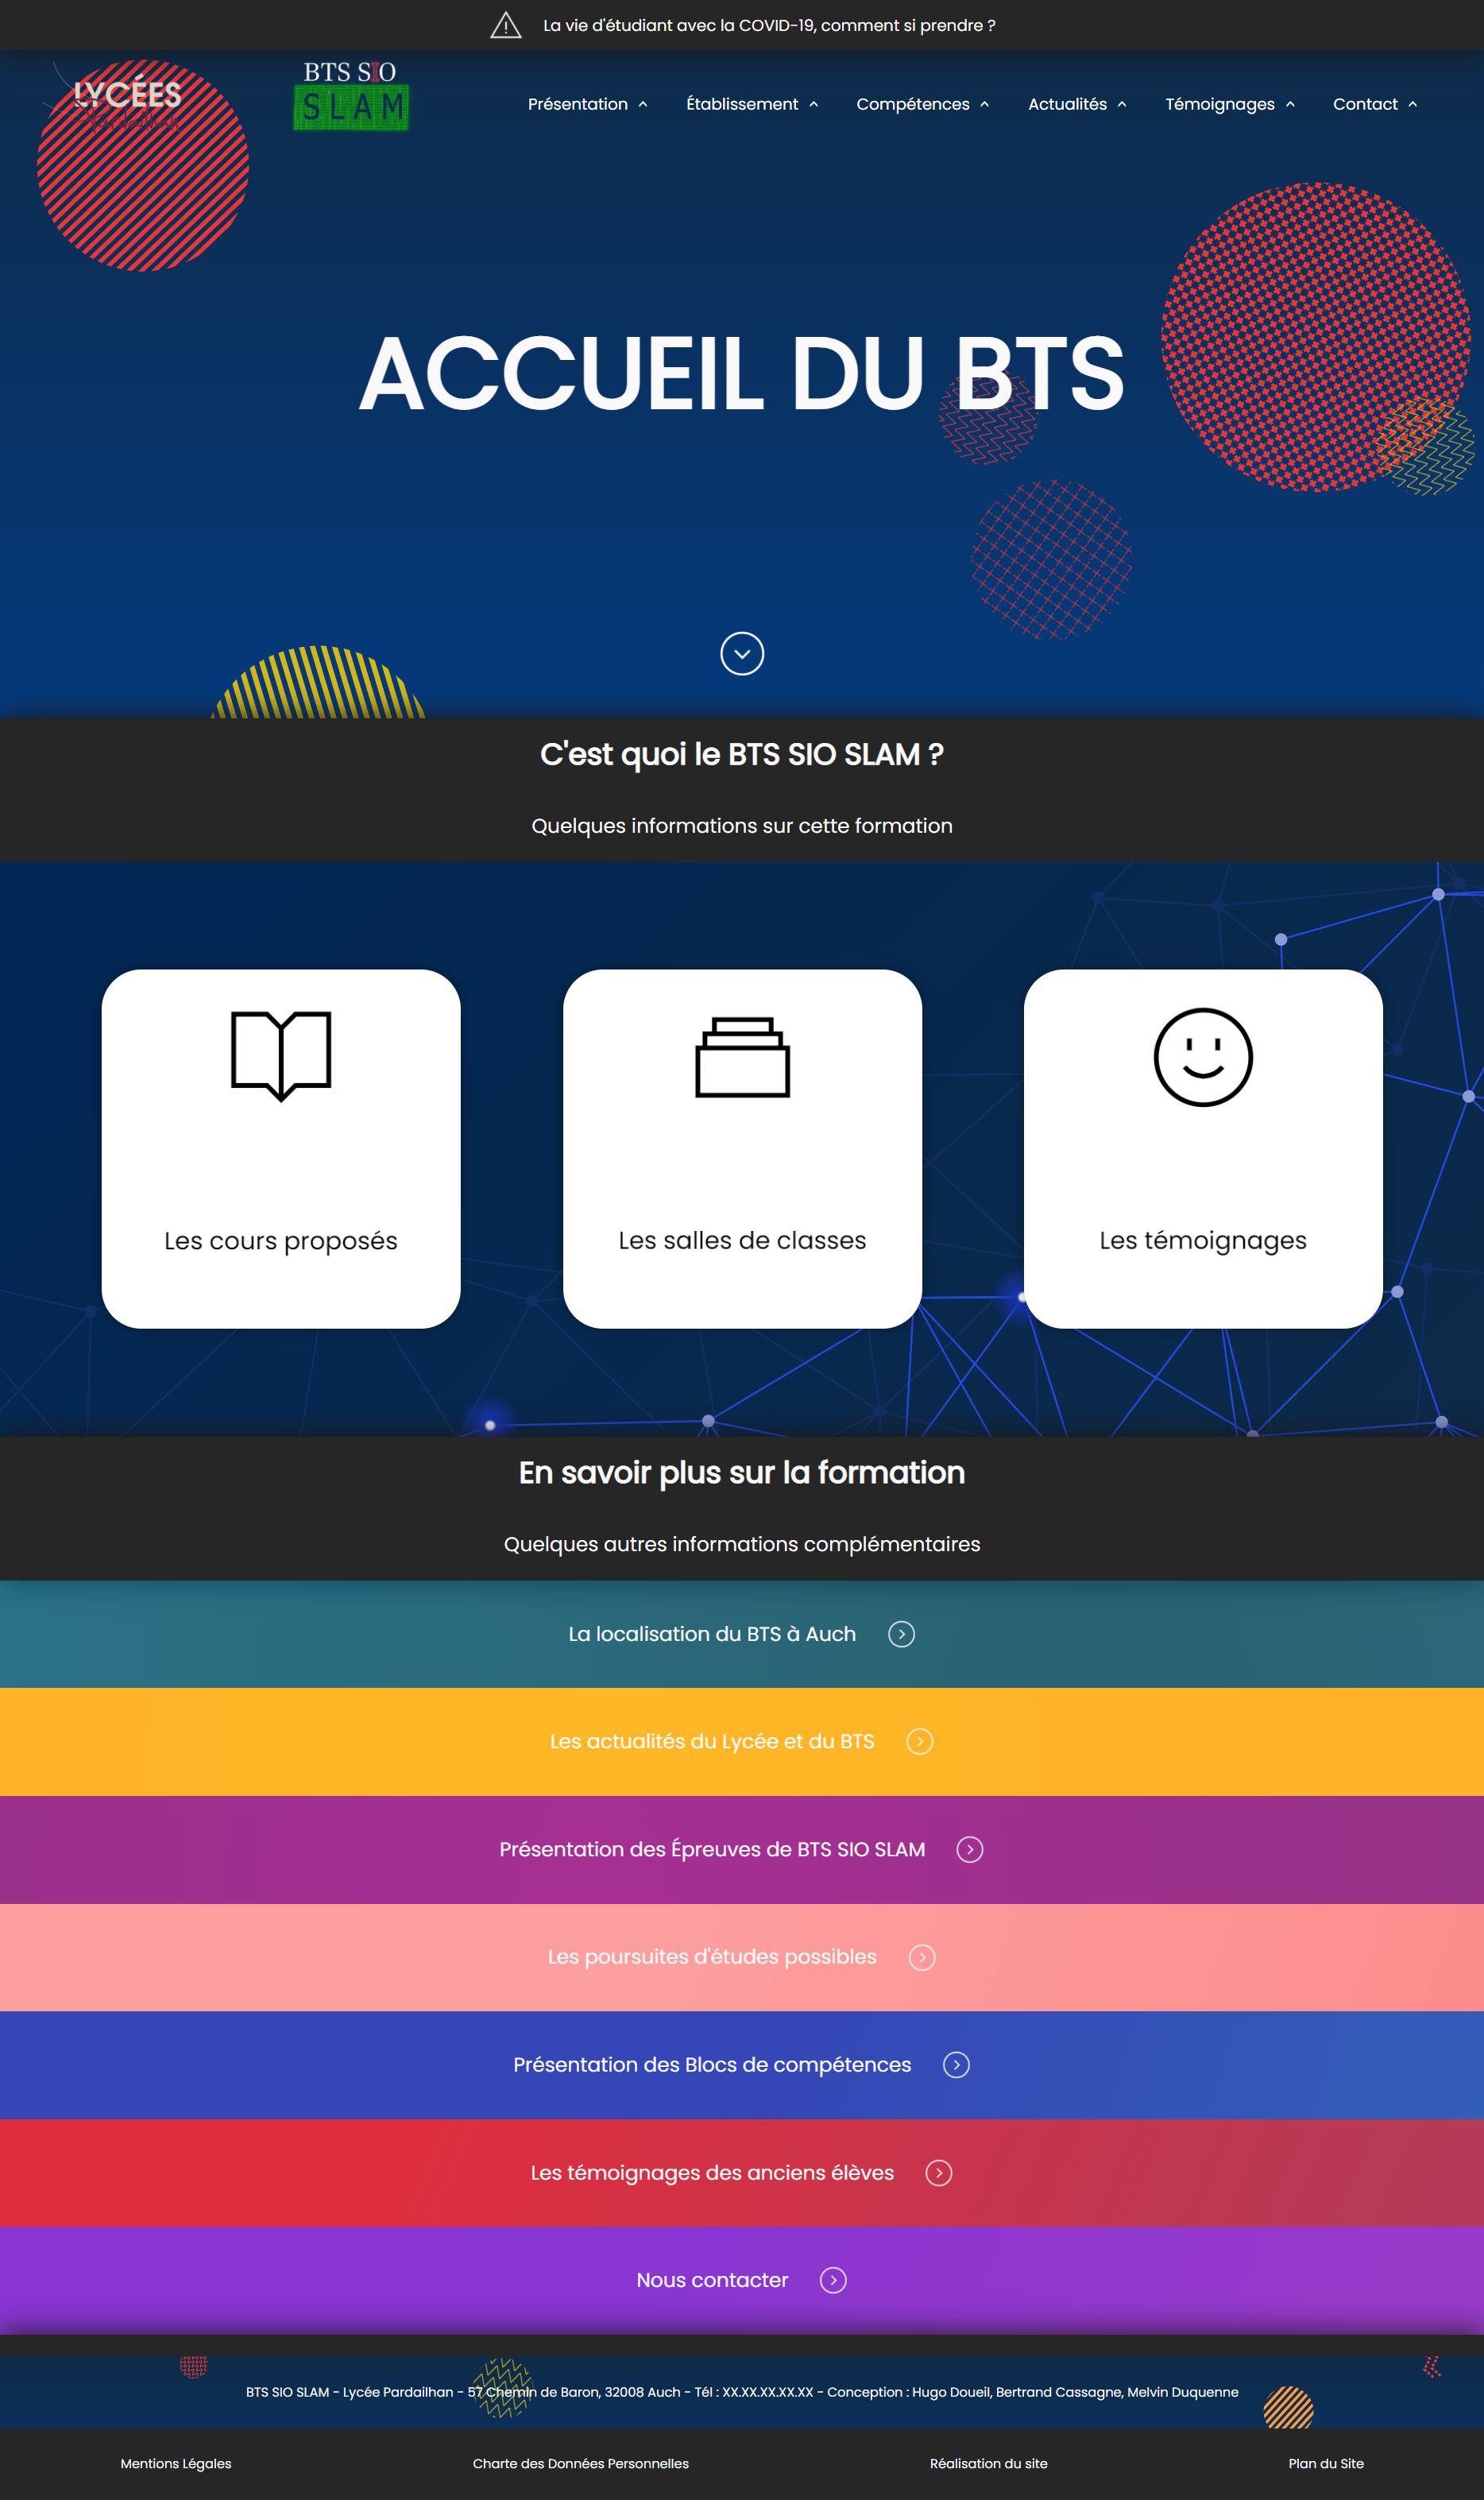 La vie d'étudiant avec la COVID-19, comment si prendre ?
LYCÉES
Pardailhan
BTS SIO
SLAM
Présentation
Établissement
Compétences
Actualités
Témoignages
Contact
ACCUEIL DU BTS
C'est quoi le BTS SIO SLAM ?
Quelques informations sur cette formation
Les cours proposés
Les salles de classes
Les témoignages
En savoir plus sur la formation
Quelques autres informations complémentaires
La localisation du BTS à Auch
Les actualités du Lycée et du BTS
Présentation des Épreuves de BTS SIO SLAM
Les poursuites d'études possibles
Présentation des Blocs de compétences
Les témoignages des anciens élèves
Nous contacter
BTS SIO SLAM - Lycée Pardailhan - 57 Chemin de Baron, 32008 Auch - Tél : XX.XX.XX.XX.XX - Conception : Hugo Doueil, Bertrand Cassagne, Melvin Duquenne
Mentions Légales
Charte des Données Personnelles
Réalisation du site
Plan du Site